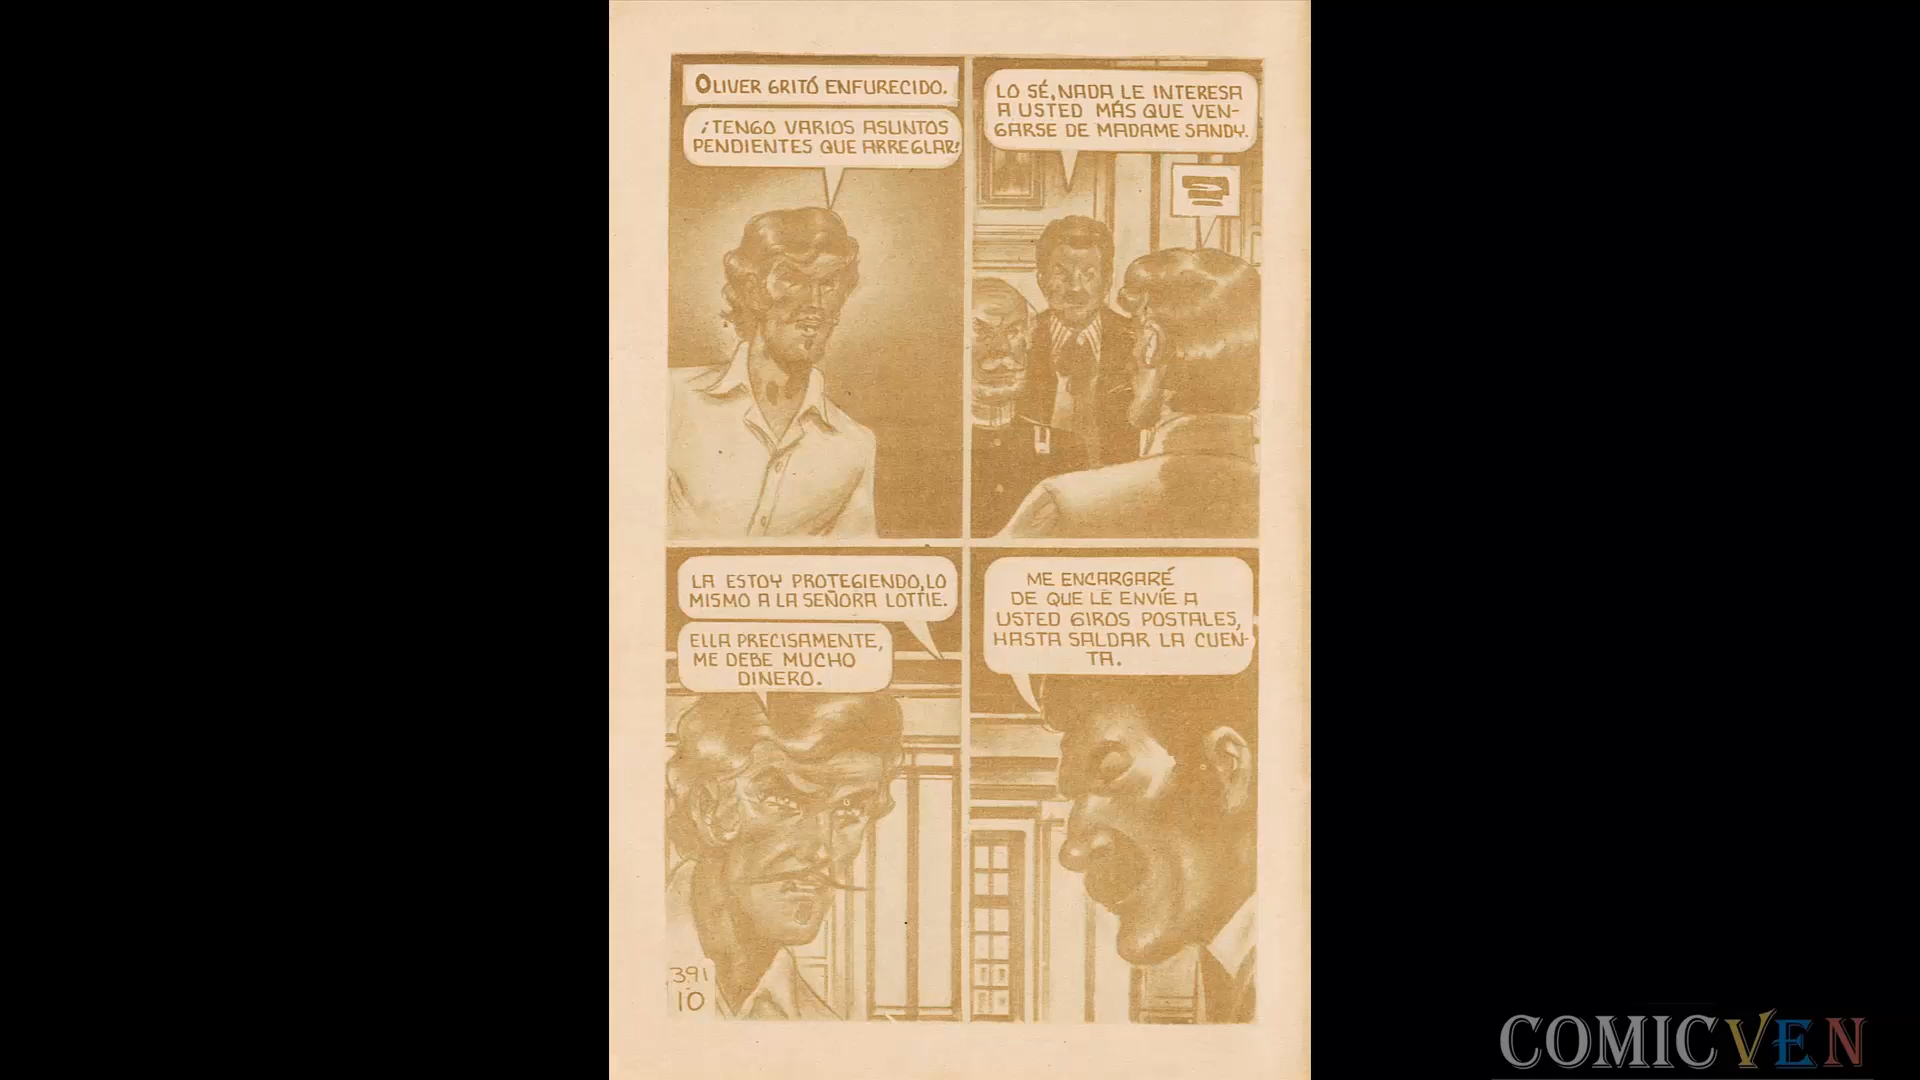 OLIVER GRITÓ ENFURECIDO.
¡TENGO VARIOS ASUNTOS
PENDIENTES QUE ARREGLAR!
LO SÉ, NADA LE INTERESA
A USTED MÁS QUE VEN-
GARSE DE MADAME SANDY.
LA ESTOY PROTEGIENDO, LO
MISMO A LA SEÑORA LOTTIE.
ELLA PRECISAMENTE,
ME DEBE MUCHO
DINERO.
ME ENCARGARÉ
DE QUE LE ENVÍE A
USTED GIROS POSTALES,
HASTA SALDAR LA CUEN-
TA.
391
10
COMICVEN